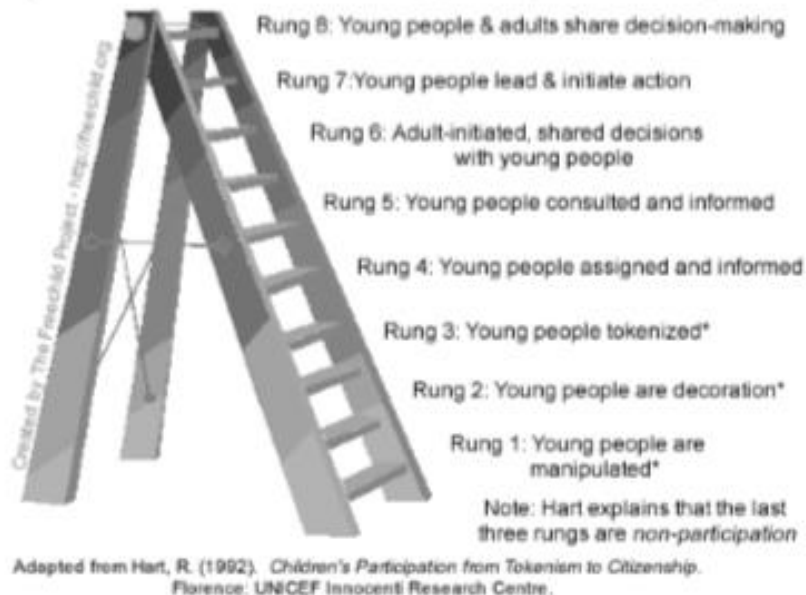 Rung 8: Young people & adults share decision-making
Rung 7:Young people lead & initiate action
Rung 6: Adult-initiated, shared decisions
with young people
Rung 5: Young people consulted and informed
Rung 4: Young people assigned and informed
Rung 3: Young people tokenized*
Rung 2: Young people are decoration*
Rung 1: Young people are
manipulated*
Note: Hart explains that the last
three rungs are non-participation
Created by The Freechild Project - http://freechild.org
Adapted from Hart, R. (1992). Children's Participation from Tokenism to Citizenship.
Florence: UNICEF Innocenti Research Centre.